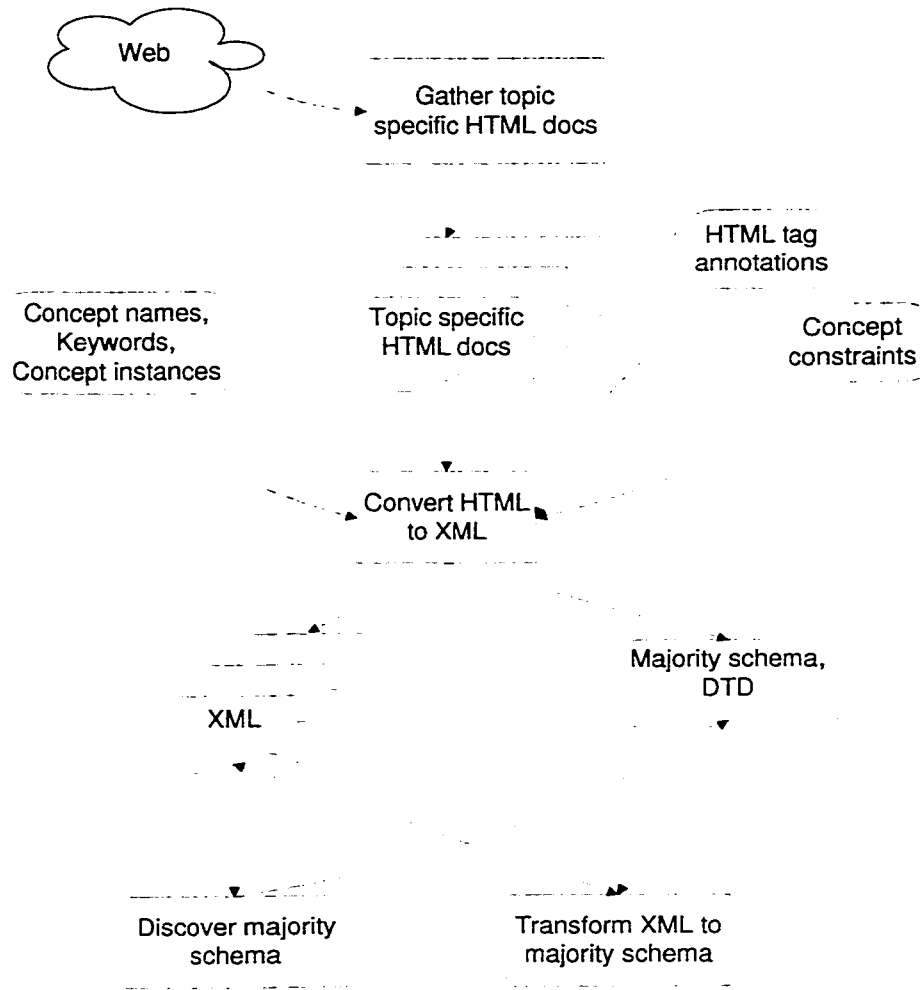 Web
Gather topic
specific HTML docs
HTML tag
annotations
Concept names,
Keywords,
Concept instances
Topic specific
HTML docs
Concept
constraints
Convert HTML
to XML
Majority schema,
DTD
XML
Discover majority
schema
Transform XML to
majority schema